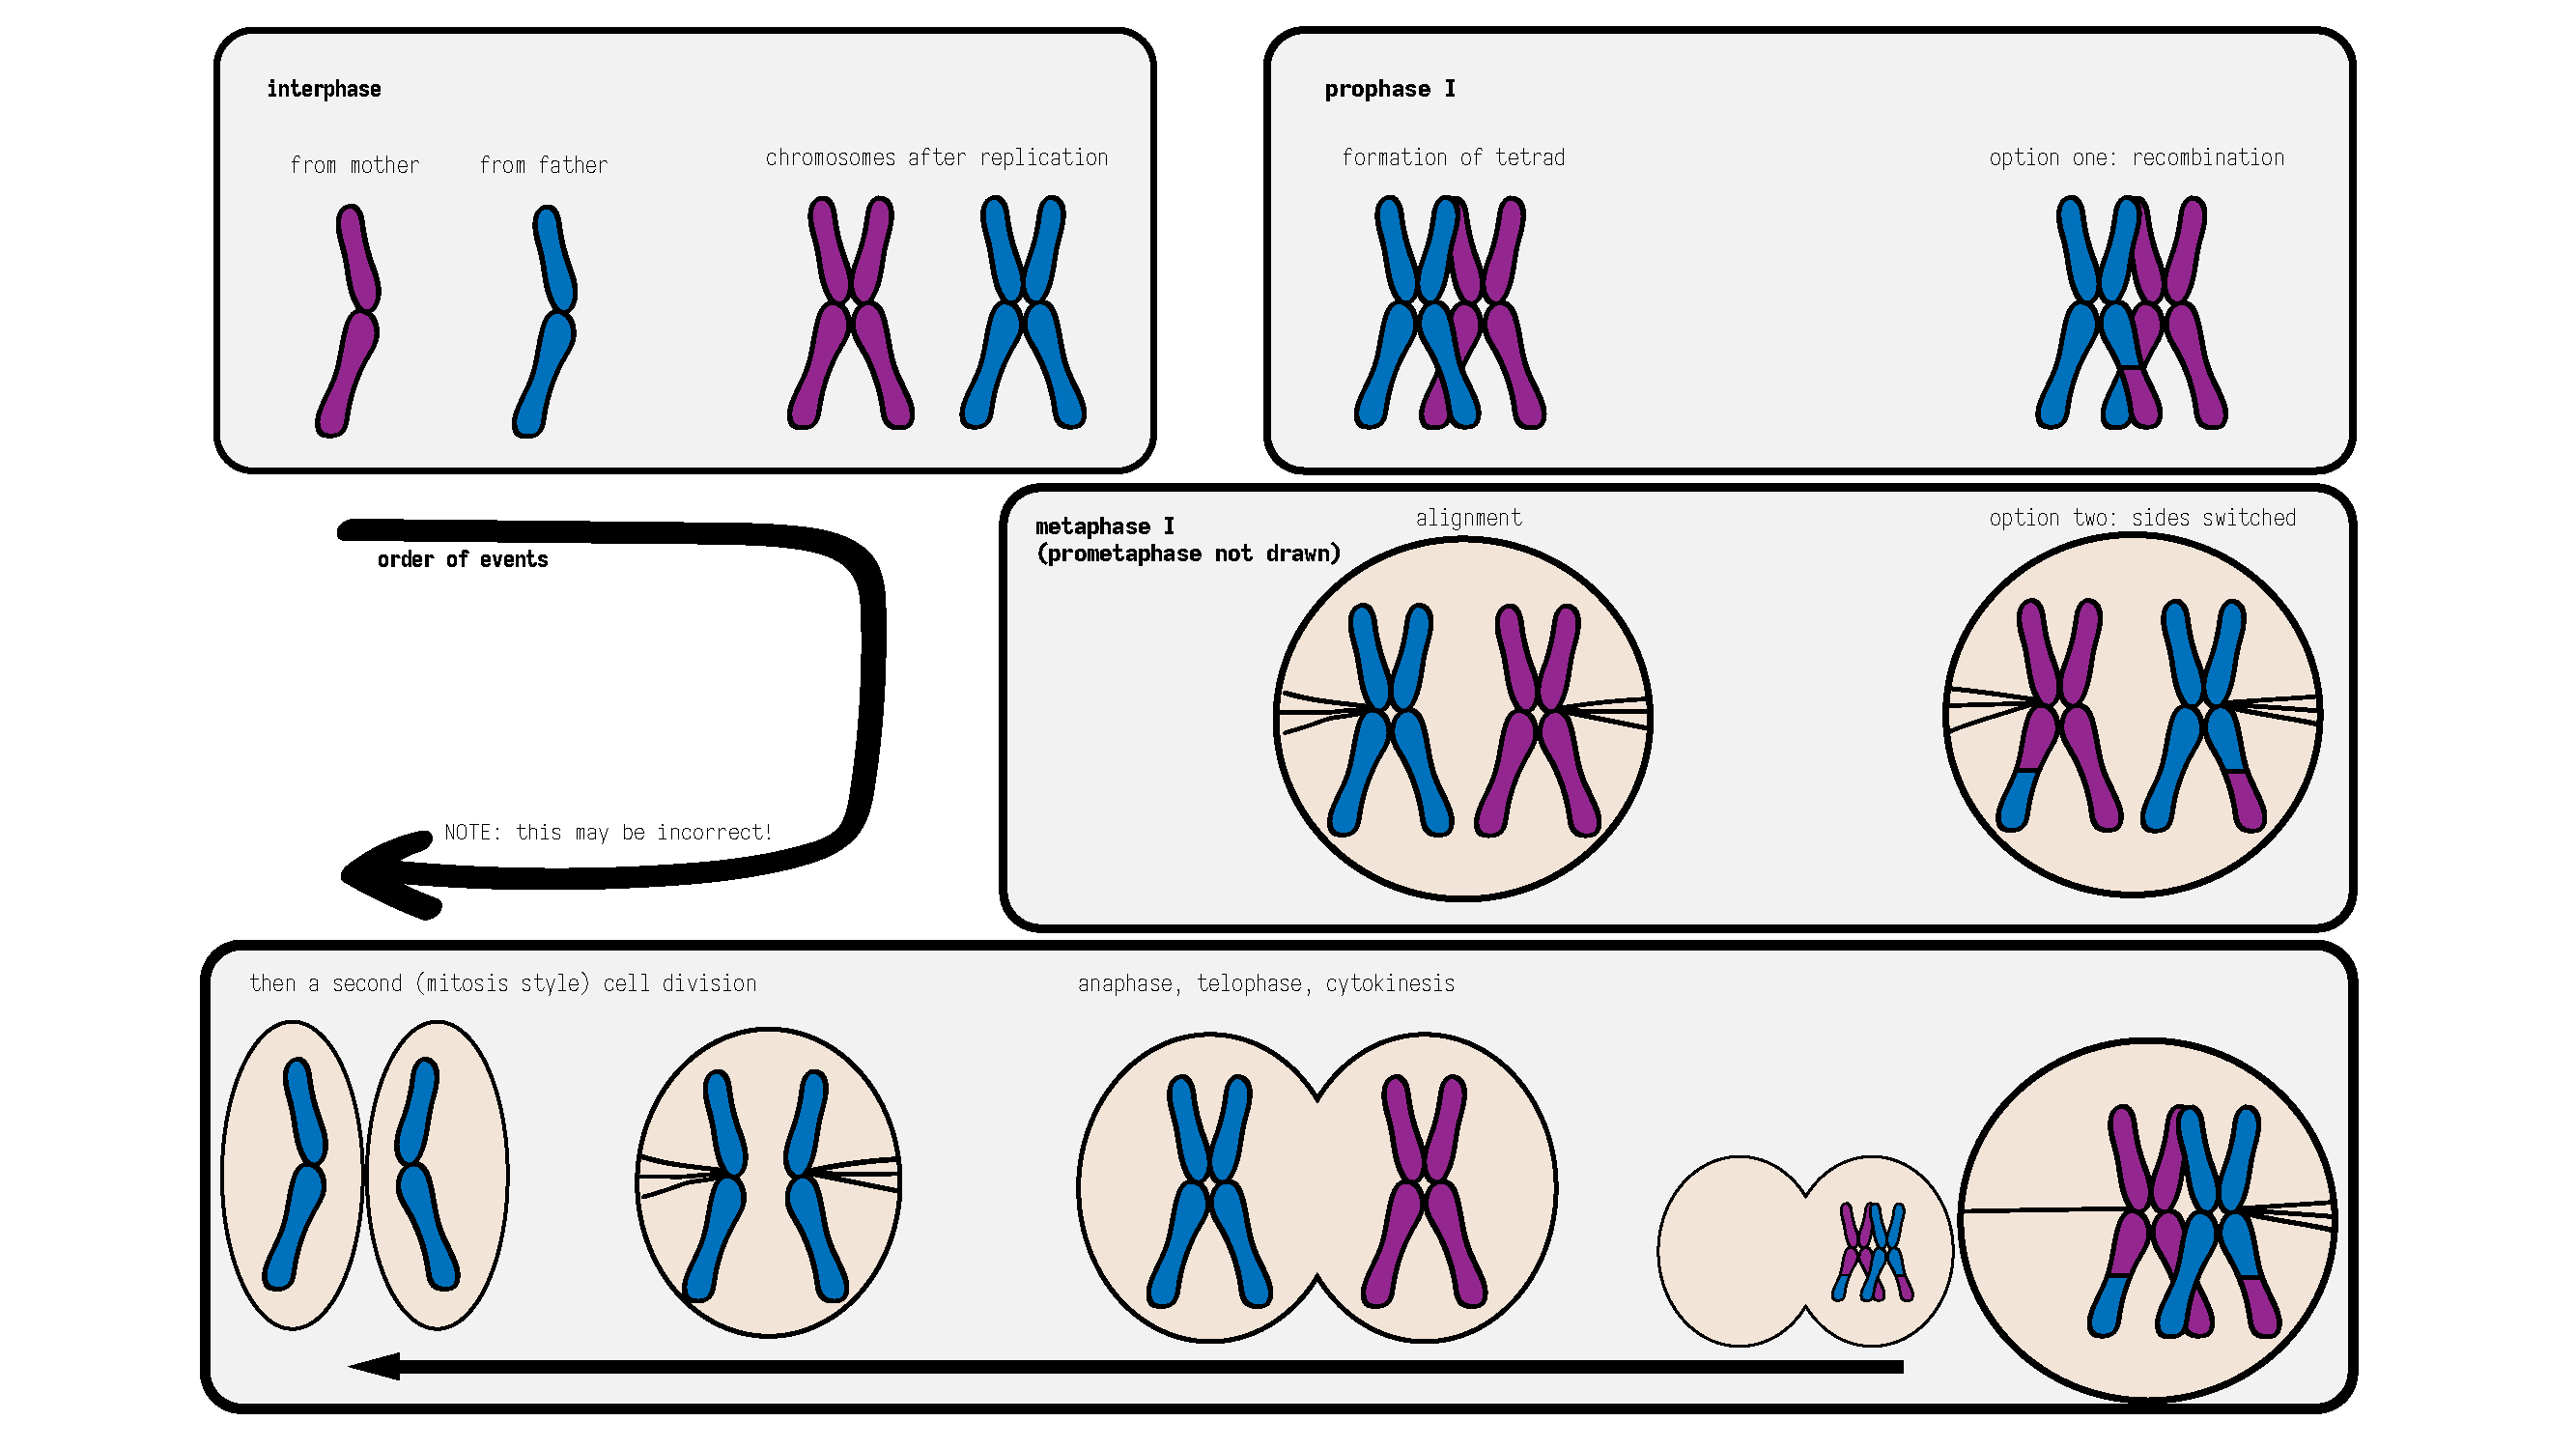 interphase
from mother
from father
chromosomes after replication
prophase I
formation of tetrad
option one: recombination
order of events
NOTE: this may be incorrect!
metaphase I
(prometaphase not drawn)
alignment
option two: sides switched
then a second (mitosis style) cell division
anaphase, telophase, cytokinesis